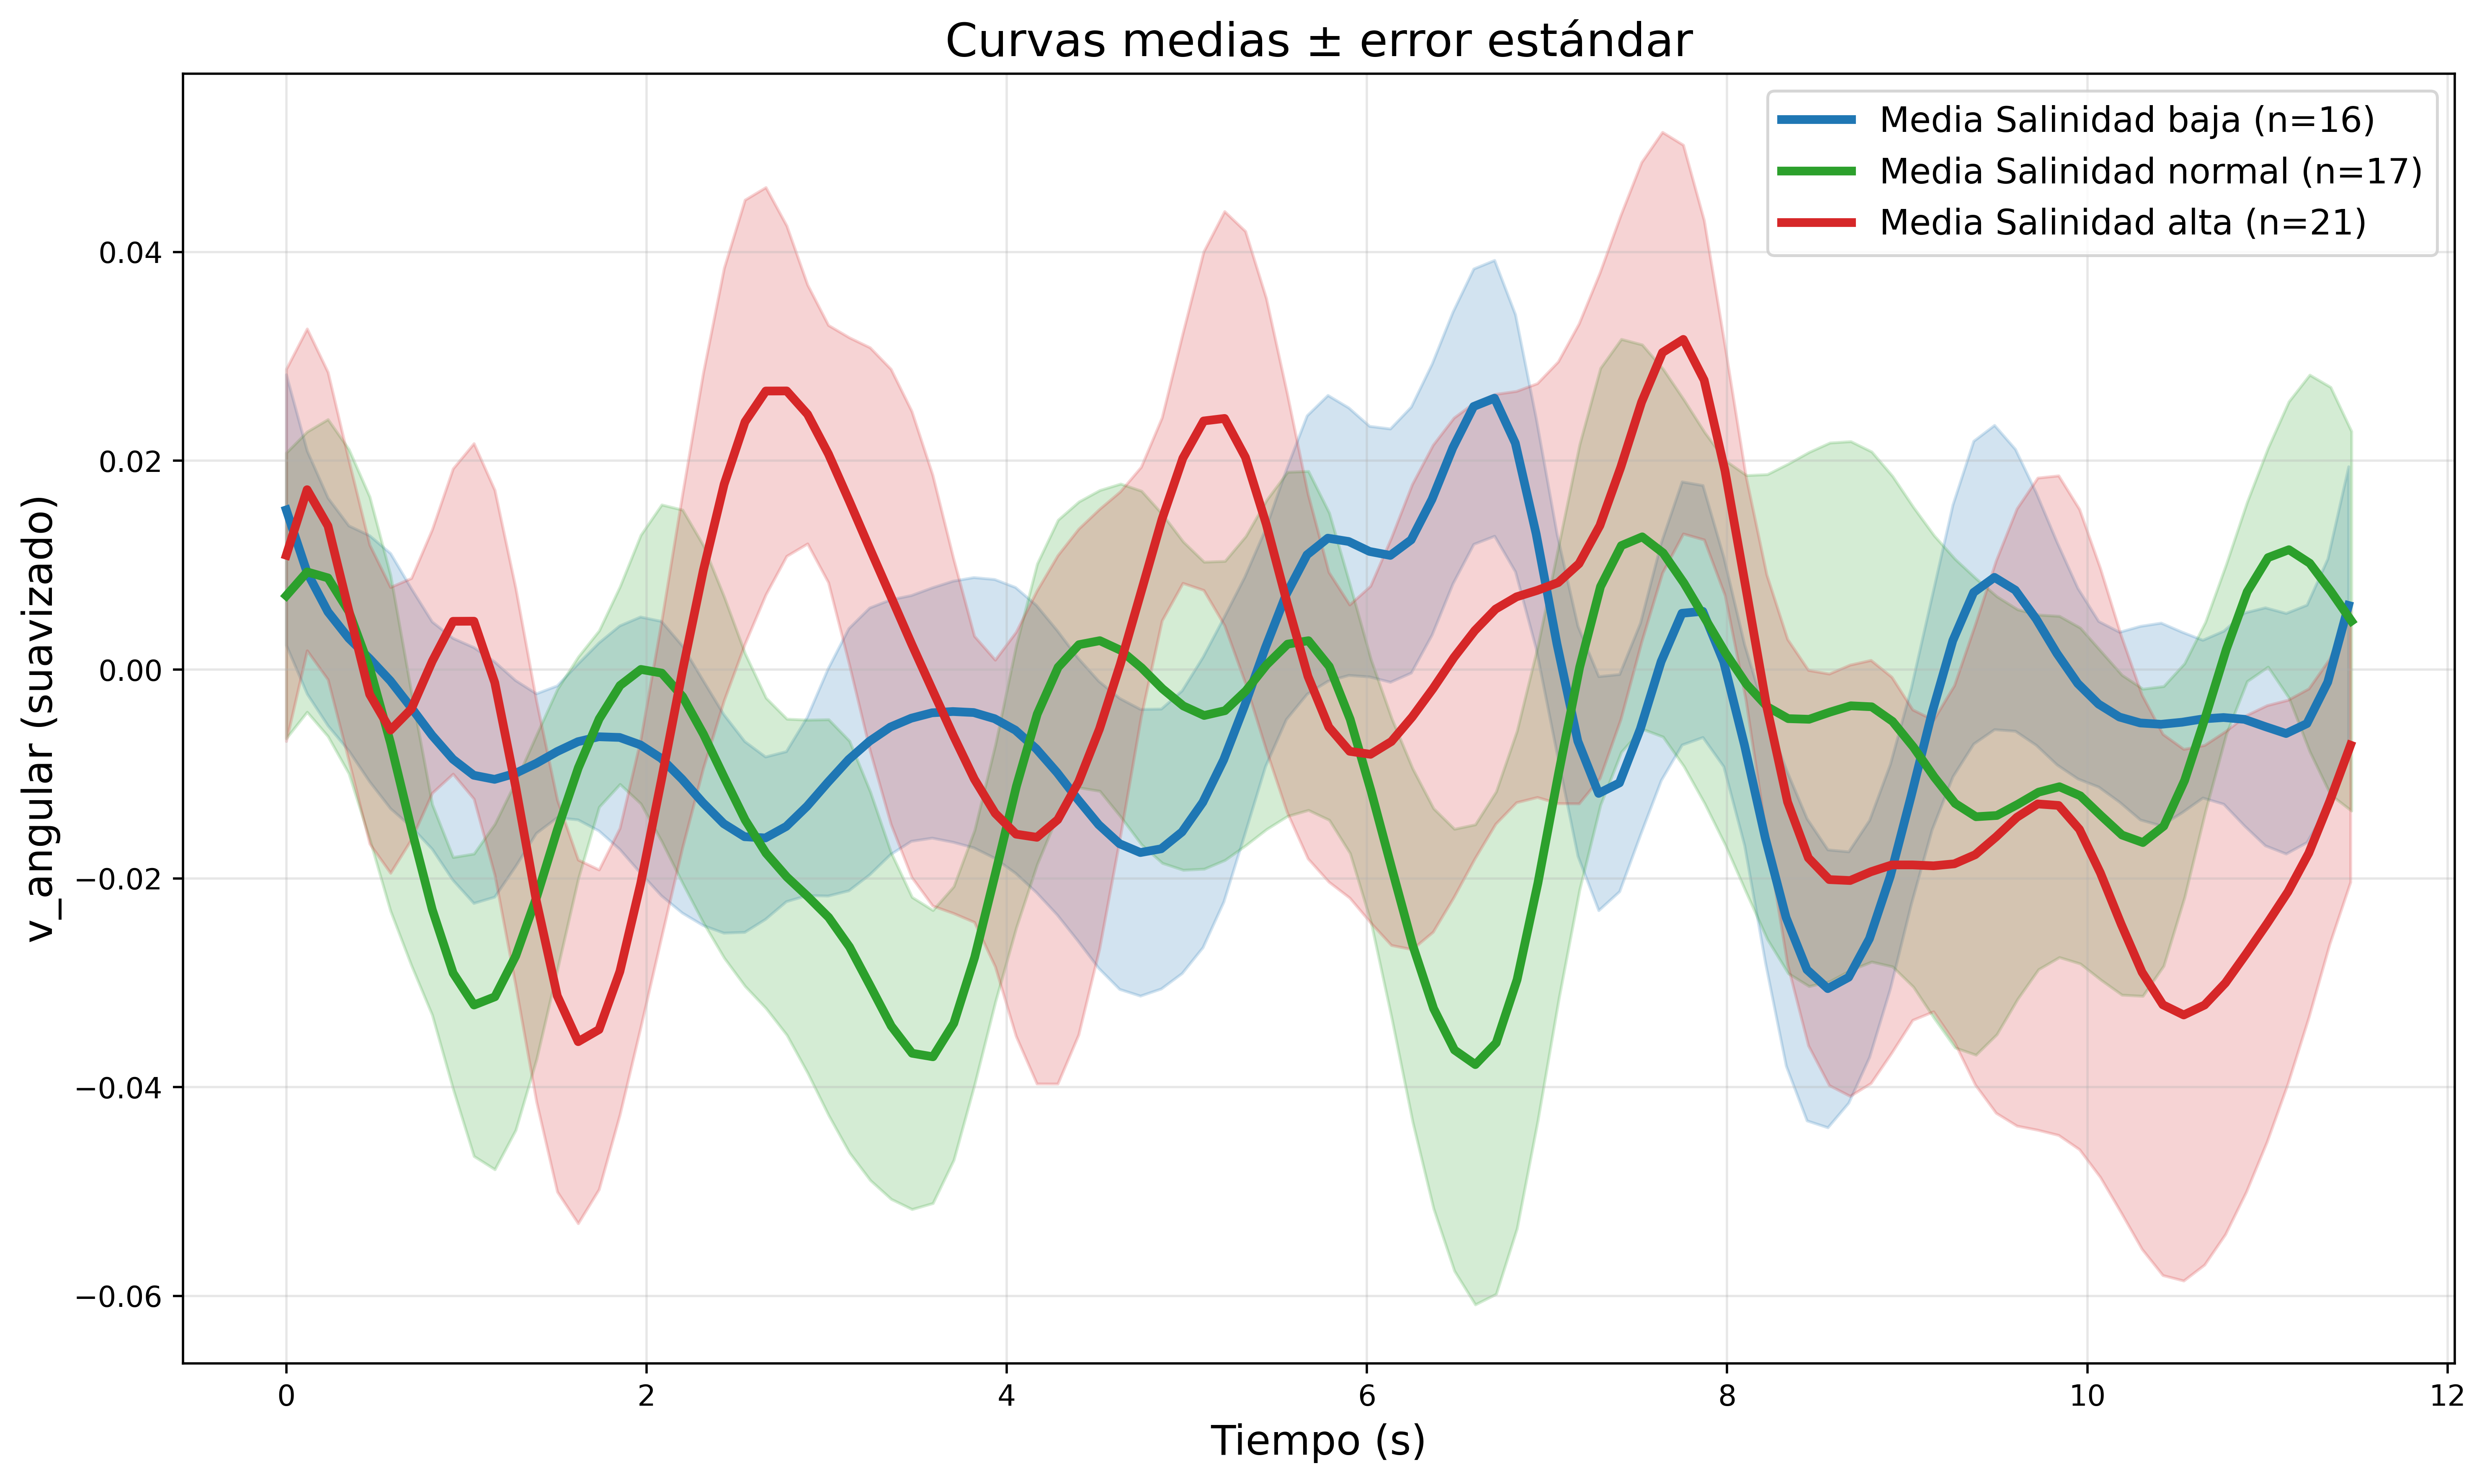 Curvas medias ± error estándar
Media Salinidad baja (n=16)
Media Salinidad normal (n=17)
Media Salinidad alta (n=21)
v_angular (suavizado)
0.04
0.02
0.00
−0.02
−0.04
−0.06
0 2 4 6 8 10 12
Tiempo (s)